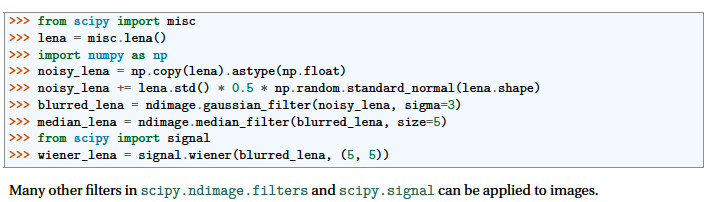 >>> from scipy import misc
>>> lena = misc.lena()
>>> import numpy as np
>>> noisy_lena = np.copy(lena).astype(np.float)
>>> noisy_lena += lena.std() * 0.5 * np.random.standard_normal(lena.shape)
>>> blurred_lena = ndimage.gaussian_filter(noisy_lena, sigma=3)
>>> median_lena = ndimage.median_filter(blurred_lena, size=5)
>>> from scipy import signal
>>> wiener_lena = signal.wiener(blurred_lena, (5, 5))
Many other filters in scipy.ndimage.filters and scipy.signal can be applied to images.